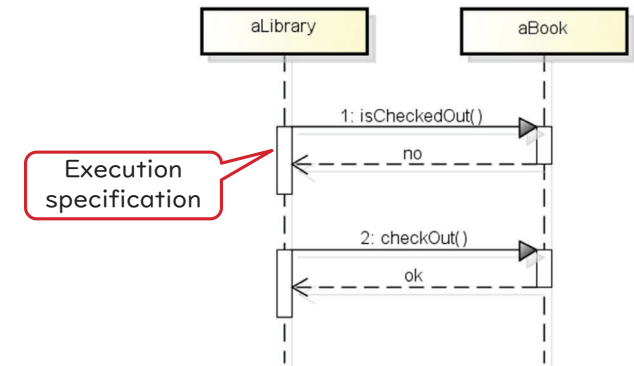 aLibrary
aBook
1: isCheckedOut()
no
Execution
specification
2: checkOut()
ok